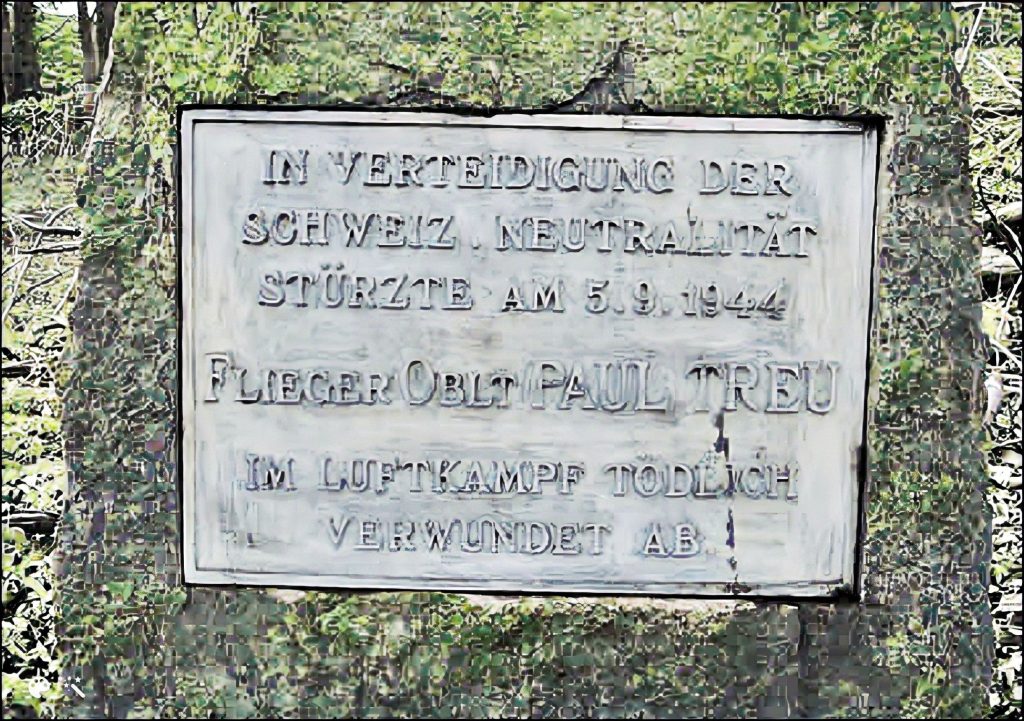 IN VERTEIDIGUNG DER
SCHWEIZ. NEUTRALITÄT
STÜRZTE AM 5.9.1944
FLIEGER OBLT PAUL TREU
IM LUFTKAMPF TÖDLICH
VERWUNDET AB.